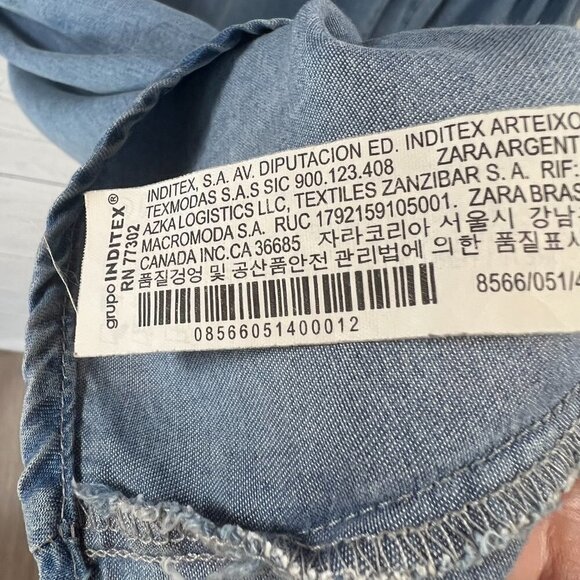 grupo INDITEX®
RN 77302
INDITEX, S.A. AV. DIPUTACION ED. INDITEX ARTEIXO
TEXMODAS S.A.S SIC 900.123.408 ZARA ARGENT
AZKA LOGISTICS LLC, TEXTILES ZANZIBAR S.A. RIF:
MACROMODA S.A. RUC 1792159105001. ZARA BRAS
CANADA INC.CA 36685 자라코리아 서울시 강남
품질경영 및 공산품안전 관리법에 의한 품질표시
8566/051/4
08566051400012